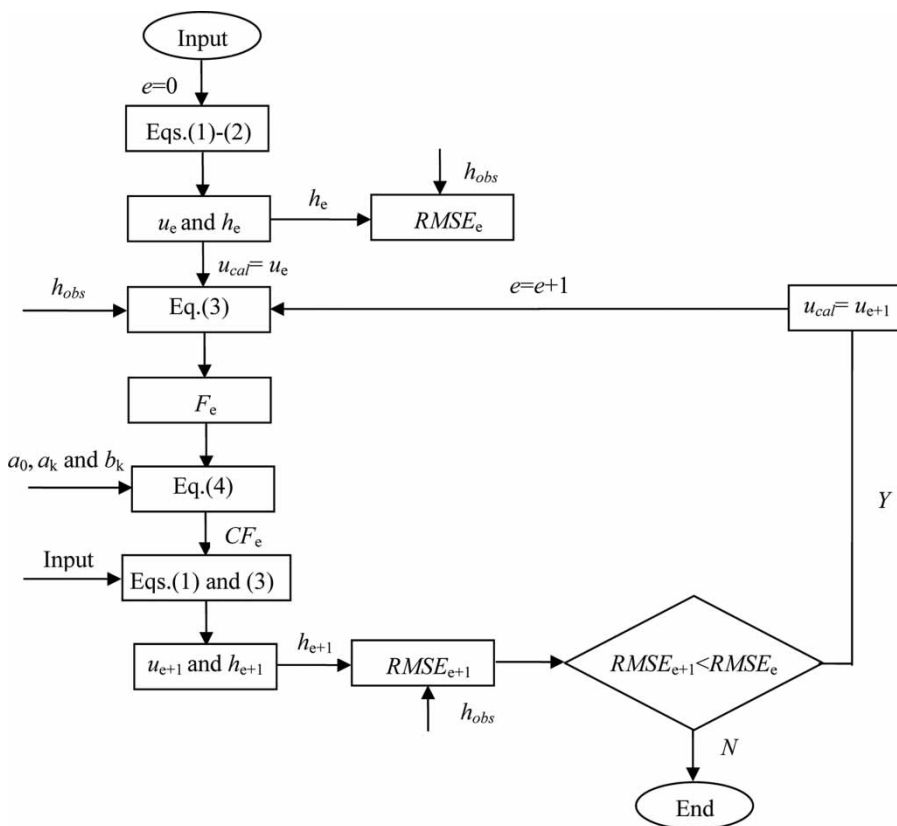 Input
e=0
Eqs.(1)-(2)
h_obs
h_e
u_e and h_e
RMSE_e
u_cal= u_e
h_obs
Eq.(3)
e=e+1
u_cal= u_e+1
F_e
a_0, a_k and b_k
Eq.(4)
Y
CF_e
Input
Eqs.(1) and (3)
h_e+1
u_e+1 and h_e+1
RMSE_e+1
RMSE_e+1<RMSE_e
h_obs
N
End